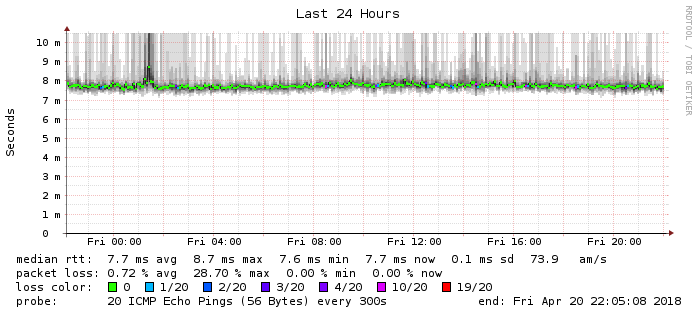 Last 24 Hours
RRDTOOL / TOBI OETIKER
Seconds
10 m
9 m
8 m
7 m
6 m
5 m
4 m
3 m
2 m
1 m
0
Fri 00:00 Fri 04:00 Fri 08:00 Fri 12:00 Fri 16:00 Fri 20:00
median rtt: 7.7 ms avg 8.7 ms max 7.6 ms min 7.7 ms now 0.1 ms sd 73.9 am/s
packet loss: 0.72 % avg 28.70 % max 0.00 % min 0.00 % now
loss color: 0 1/20 2/20 3/20 4/20 10/20 19/20
probe: 20 ICMP Echo Pings (56 Bytes) every 300s end: Fri Apr 20 22:05:08 2018